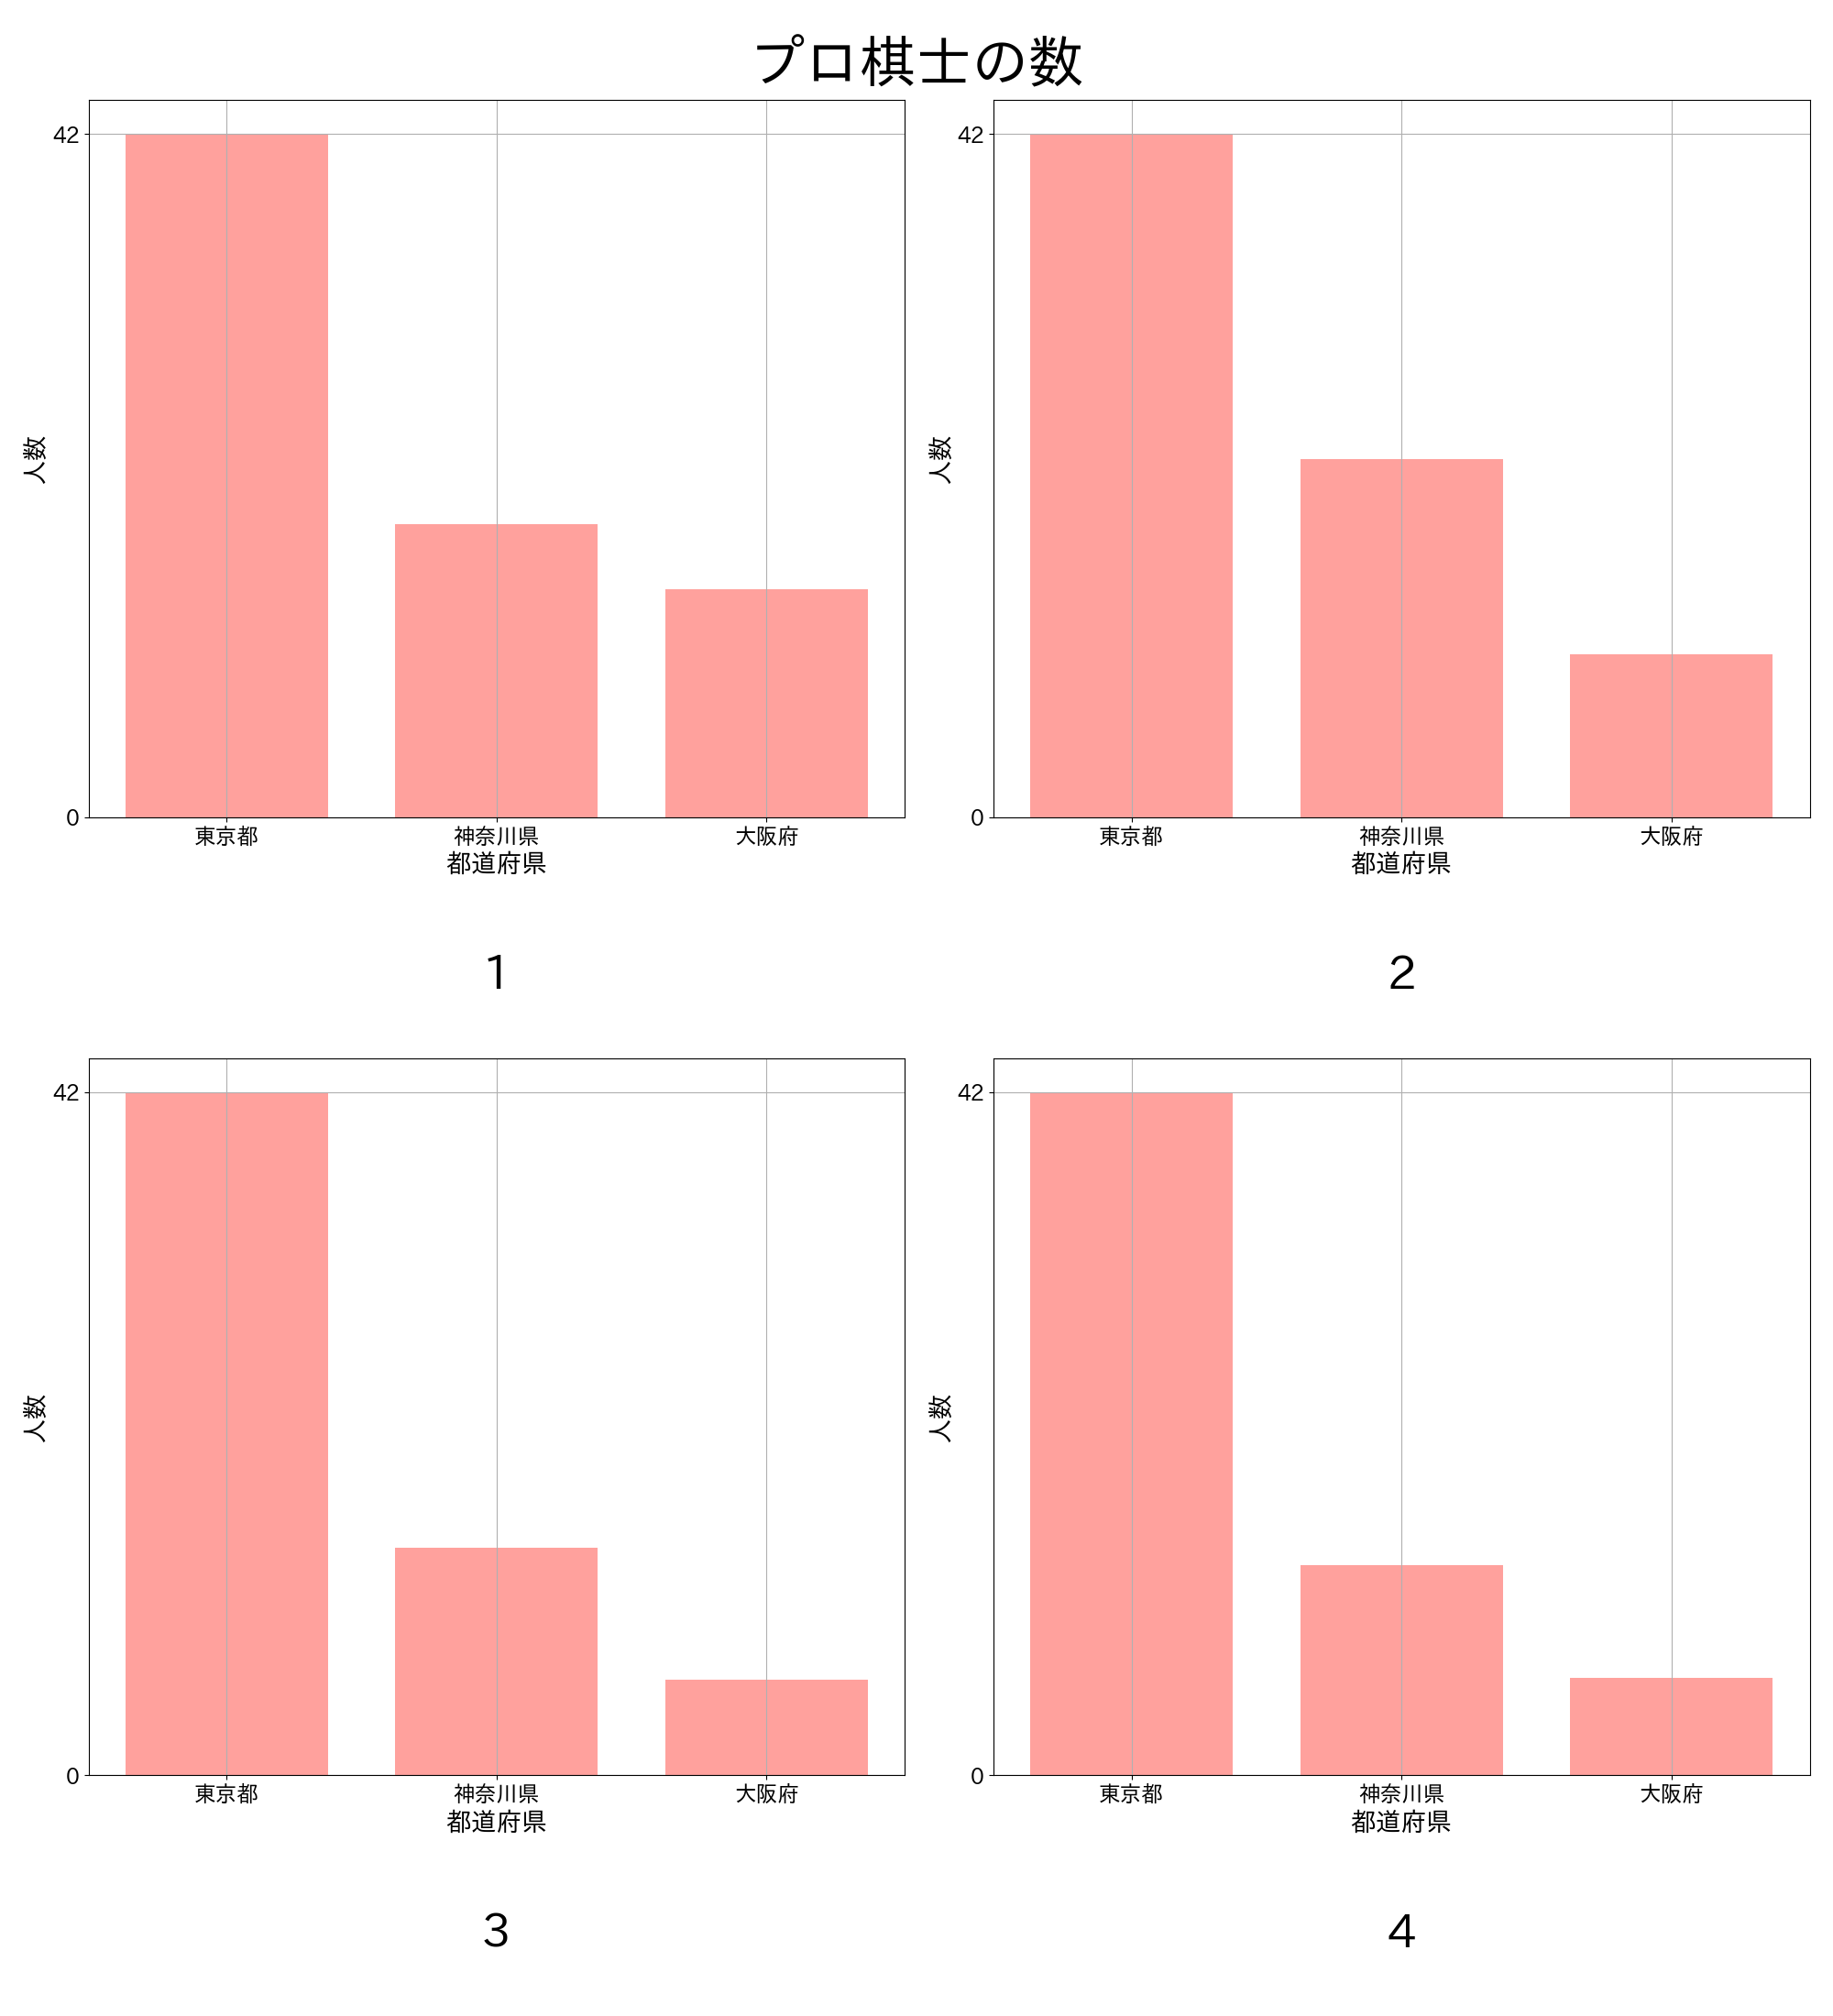 プロ棋士の数
42
0
人数
東京都 神奈川県 大阪府
都道府県
1
42
0
人数
東京都 神奈川県 大阪府
都道府県
2
42
0
人数
東京都 神奈川県 大阪府
都道府県
3
42
0
人数
東京都 神奈川県 大阪府
都道府県
4